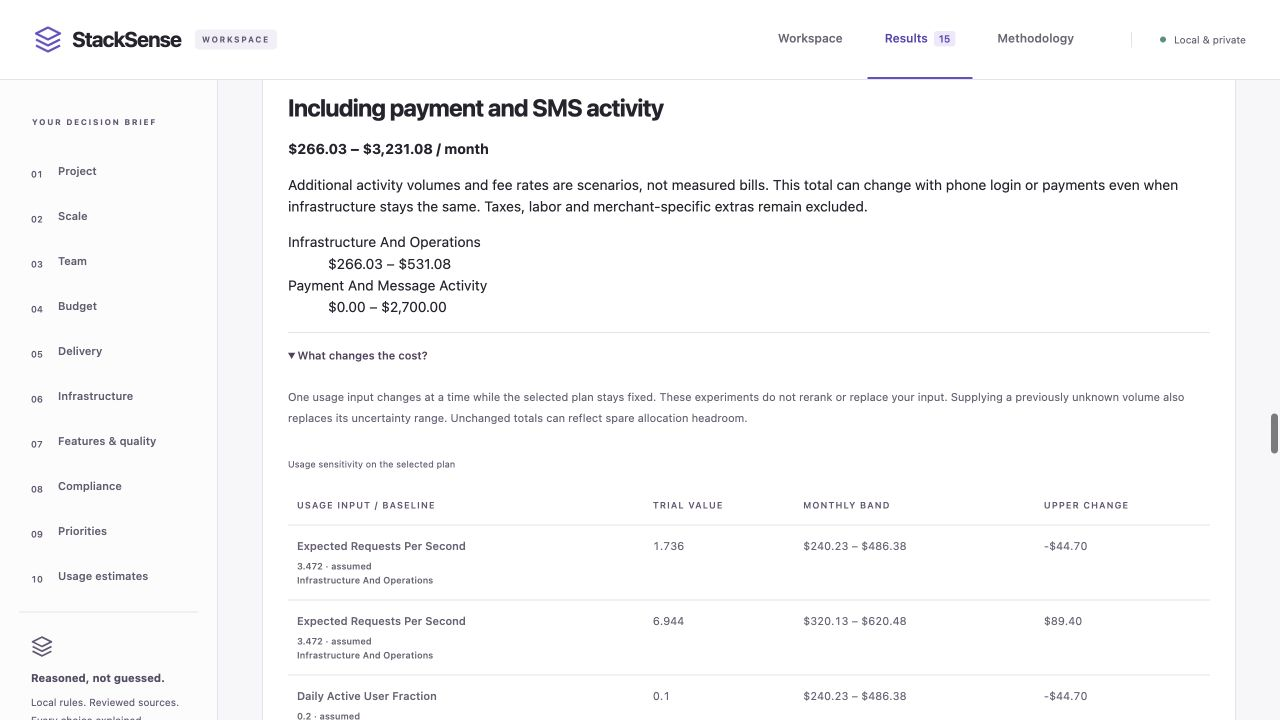 StackSense
WORKSPACE
Workspace
Results 15
Methodology
Local & private
YOUR DECISION BRIEF
01 Project
02 Scale
03 Team
04 Budget
05 Delivery
06 Infrastructure
07 Features & quality
08 Compliance
09 Priorities
10 Usage estimates
Reasoned, not guessed.
Local rules. Reviewed sources.
Every choice explained.
Including payment and SMS activity
$266.03 – $3,231.08 / month
Additional activity volumes and fee rates are scenarios, not measured bills. This total can change with phone login or payments even when
infrastructure stays the same. Taxes, labor and merchant-specific extras remain excluded.
Infrastructure And Operations
$266.03 – $531.08
Payment And Message Activity
$0.00 – $2,700.00
▼ What changes the cost?
One usage input changes at a time while the selected plan stays fixed. These experiments do not rerank or replace your input. Supplying a previously unknown volume also
replaces its uncertainty range. Unchanged totals can reflect spare allocation headroom.
Usage sensitivity on the selected plan
USAGE INPUT / BASELINE TRIAL VALUE MONTHLY BAND UPPER CHANGE
Expected Requests Per Second 1.736 $240.23 – $486.38 -$44.70
3.472 · assumed
Infrastructure And Operations
Expected Requests Per Second 6.944 $320.13 – $620.48 $89.40
3.472 · assumed
Infrastructure And Operations
Daily Active User Fraction 0.1 $240.23 – $486.38 -$44.70
0.2 · assumed